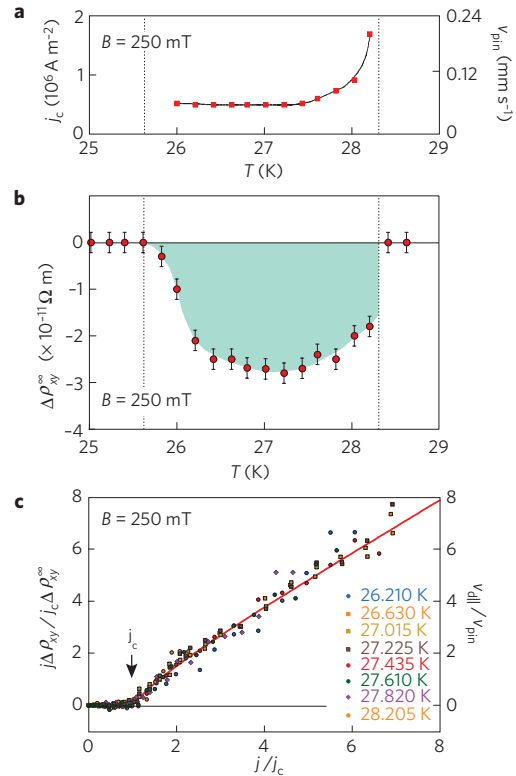 a
B = 250 mT
j_c (10^6 A m^−2)
2
1
0
v_pin (mm s^−1)
0.24
0.12
0
25 26 27 28 29
T (K)
b
Δρ^∞_xy (× 10^−11 Ω m)
0
−1
−2
−3
−4
B = 250 mT
25 26 27 28 29
T (K)
c
B = 250 mT
jΔρ_xy / j_cΔρ^∞_xy
8
6
4
2
0
v_d|| / v_pin
8
6
4
2
0
j_c
26.210 K
26.630 K
27.015 K
27.225 K
27.435 K
27.610 K
27.820 K
28.205 K
0 2 4 6 8
j/j_c